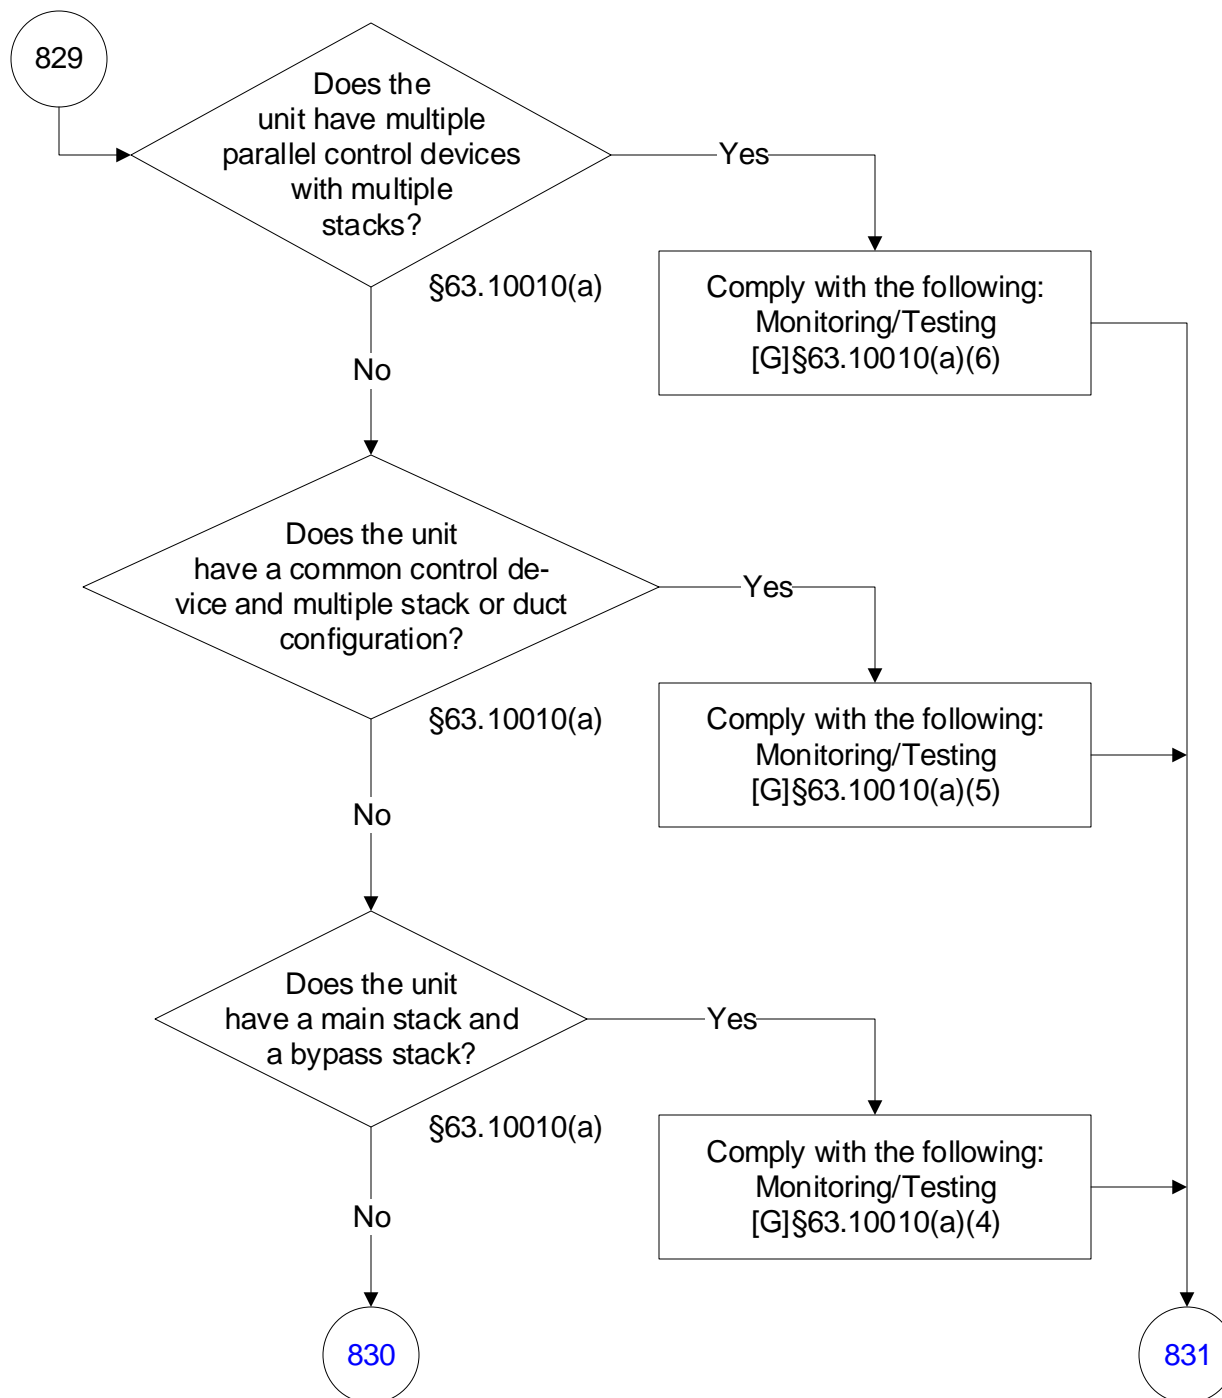 829
Does the
unit have multiple
parallel control devices
with multiple
stacks?
Yes
§63.10010(a)
Comply with the following:
Monitoring/Testing
[G]§63.10010(a)(6)
No
Does the unit
have a common control de-
vice and multiple stack or duct
configuration?
Yes
§63.10010(a)
Comply with the following:
Monitoring/Testing
[G]§63.10010(a)(5)
No
Does the unit
have a main stack and
a bypass stack?
Yes
§63.10010(a)
Comply with the following:
Monitoring/Testing
[G]§63.10010(a)(4)
No
830
831